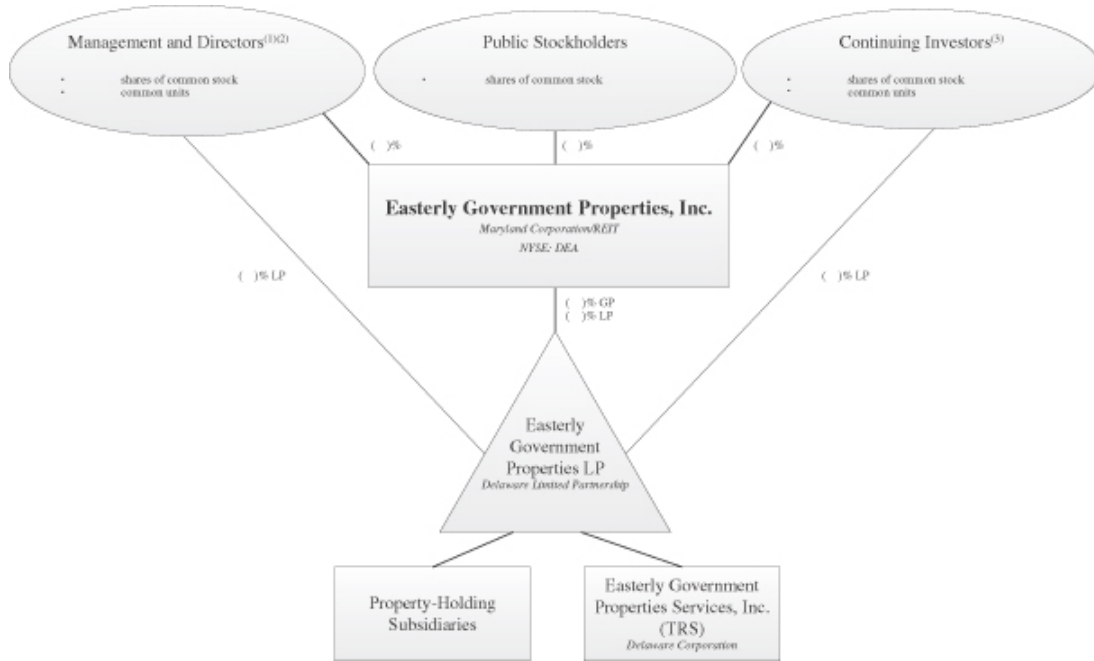 Management and Directors(1)(2)
• shares of common stock
• common units
Public Stockholders
• shares of common stock
Continuing Investors(3)
• shares of common stock
• common units
( )%
( )%
( )%
Easterly Government Properties, Inc.
Maryland Corporation/REIT
NYSE: DEA
( )% LP
( )% GP
( )% LP
( )% LP
Easterly
Government
Properties LP
Delaware Limited Partnership
Property-Holding
Subsidiaries
Easterly Government
Properties Services, Inc.
(TRS)
Delaware Corporation